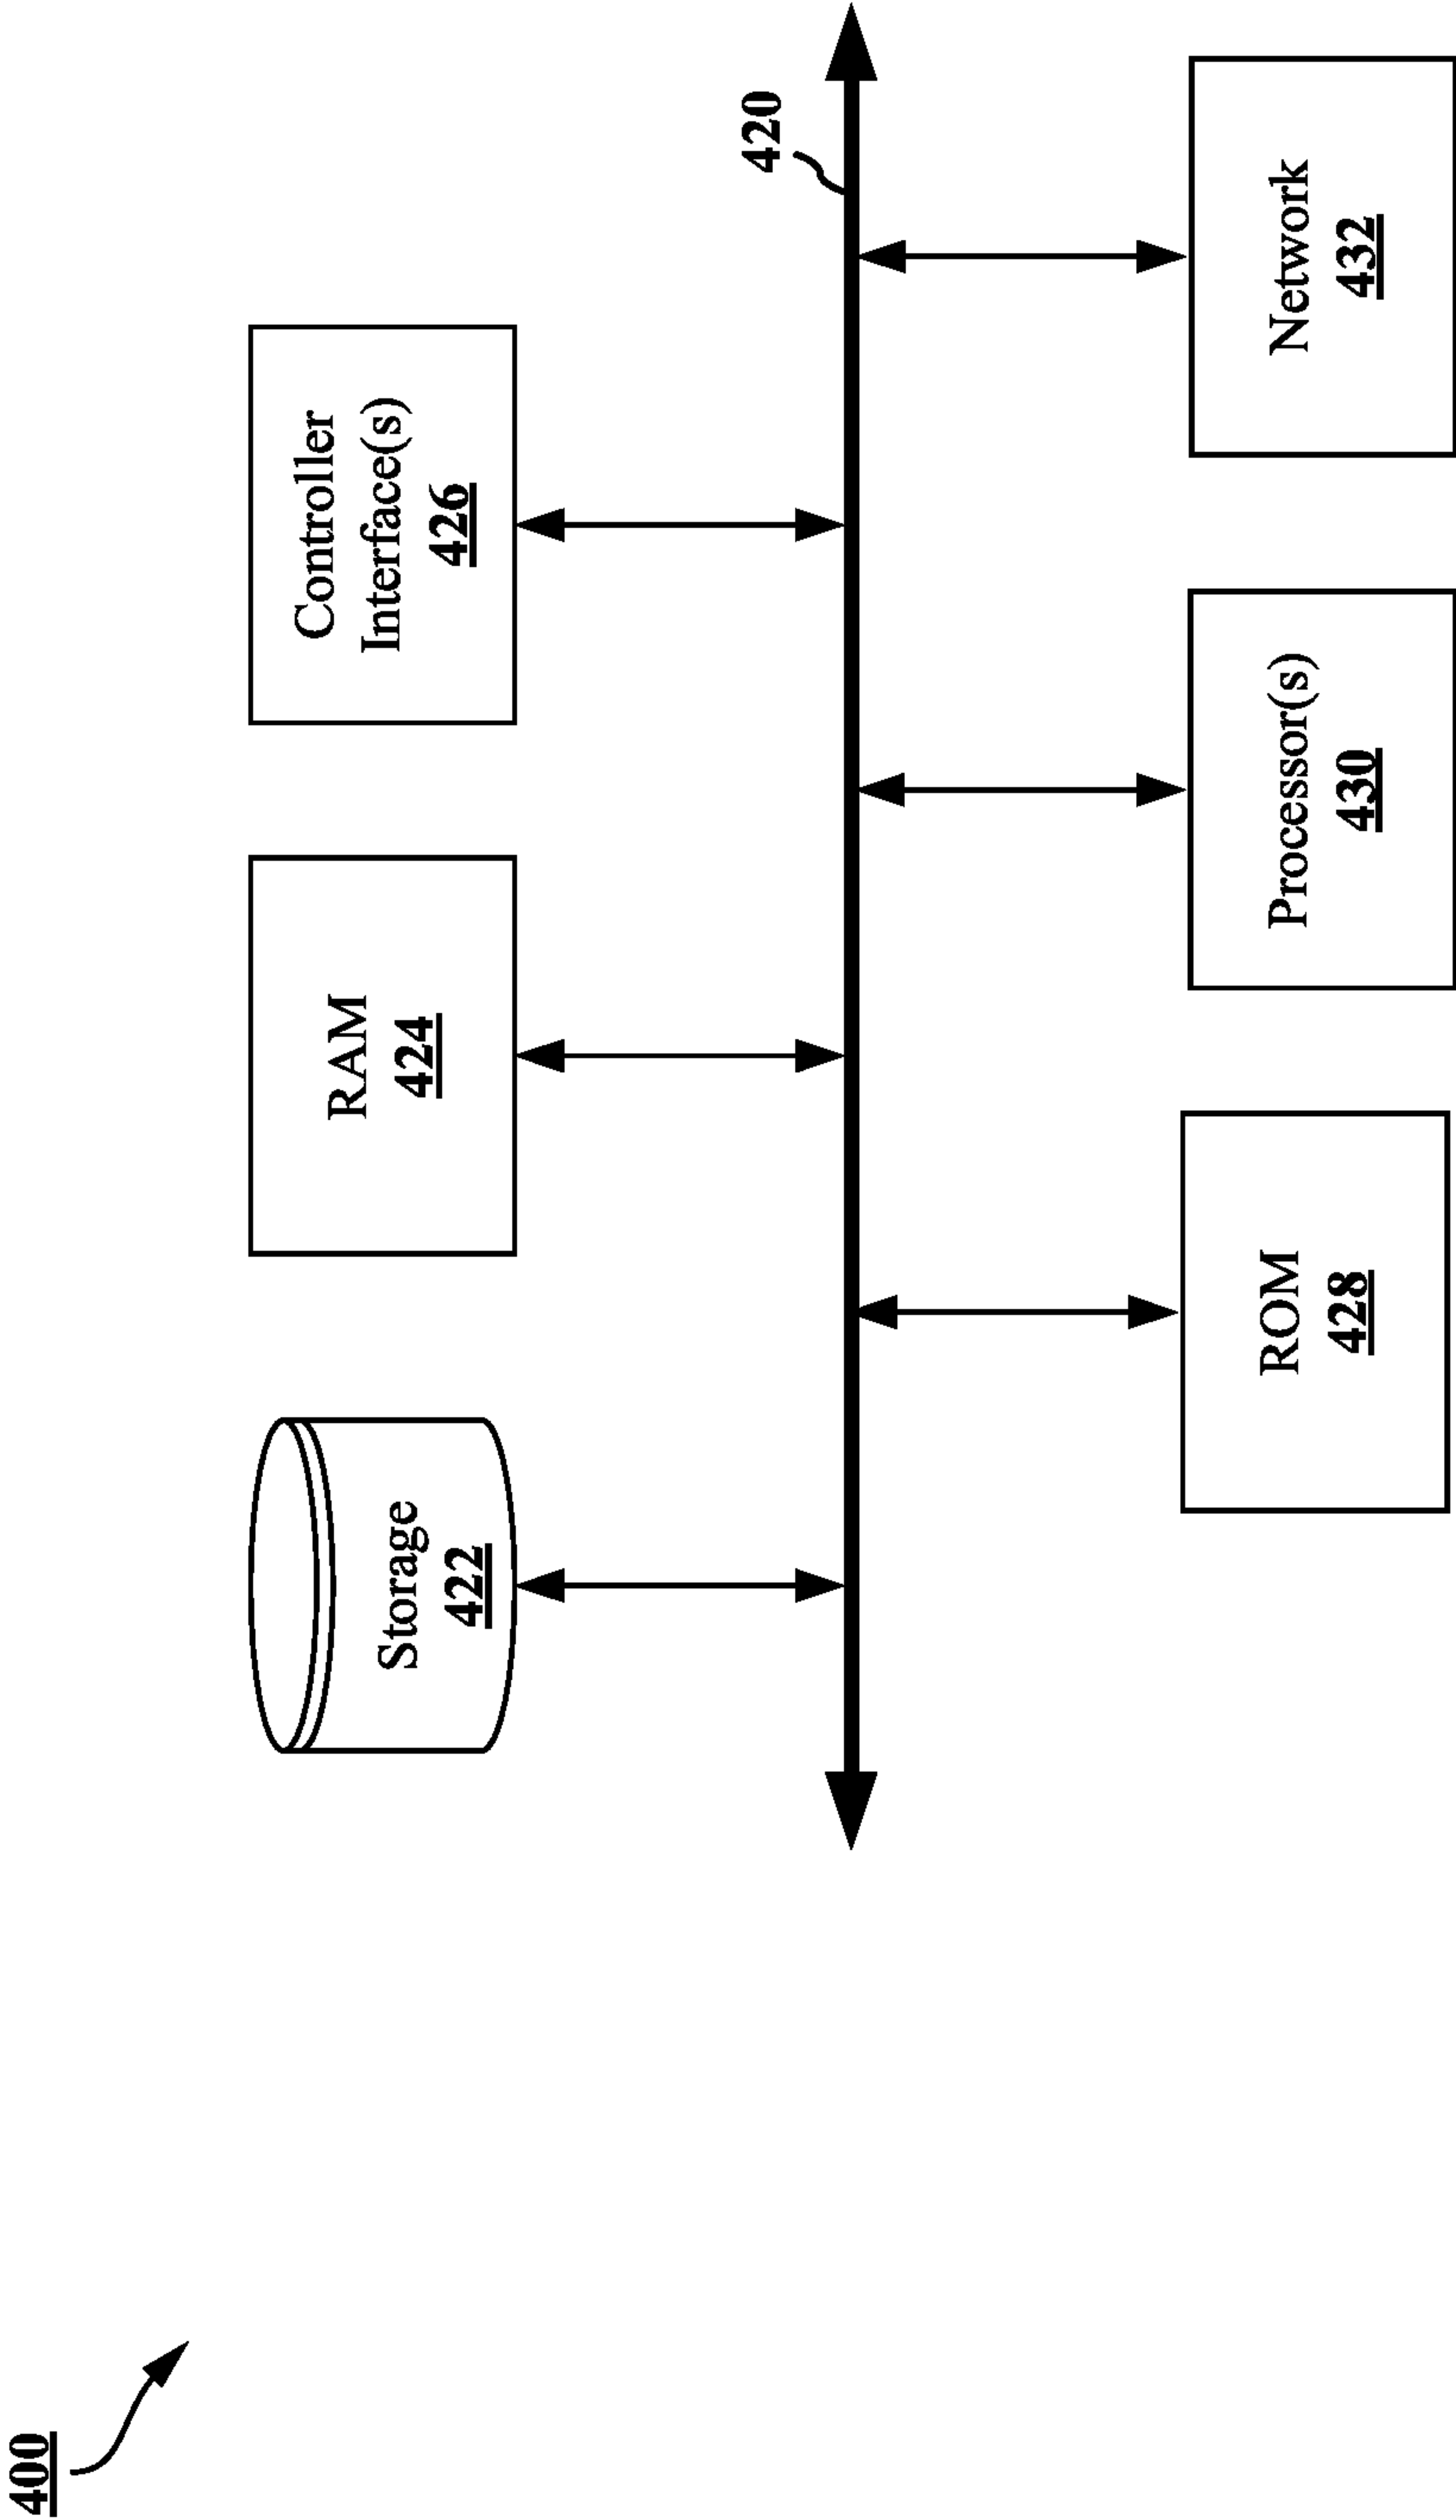 400
Storage
422
RAM
424
Controller
Interface(s)
426
420
ROM
428
Processor(s)
430
Network
432